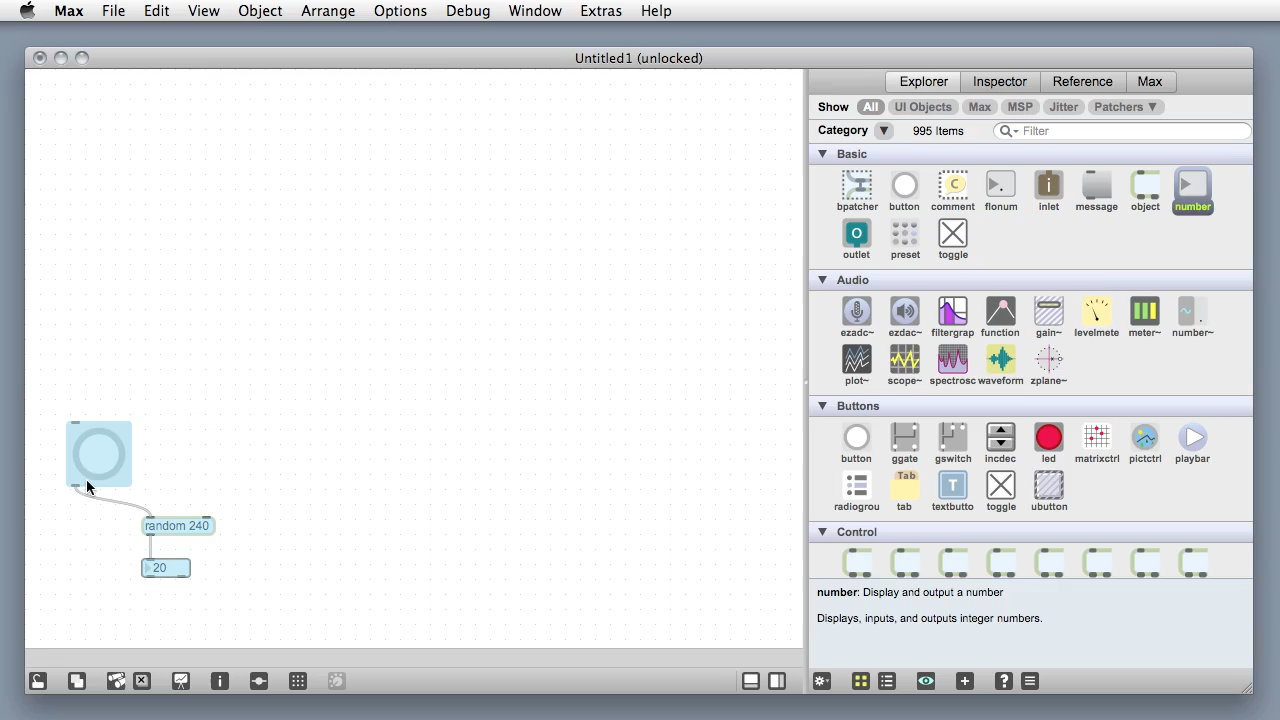 Max File Edit View Object Arrange Options Debug Window Extras Help
Untitled1 (unlocked)
Explorer Inspector Reference Max
Show All UI Objects Max MSP Jitter Patchers ▼
Category ▼ 995 Items Filter
▼ Basic
C i
bpatcher button comment flonum inlet message object number
O
outlet preset toggle
▼ Audio
ezadc~ ezdac~ filtergrap function gain~ levelmete meter~ number~
plot~ scope~ spectrosc waveform zplane~
▼ Buttons
button ggate gswitch incdec led matrixctrl pictctrl playbar
Tab T
radiogrou tab textbutto toggle ubutton
▼ Control
random 240
20
number: Display and output a number
Displays, inputs, and outputs integer numbers.